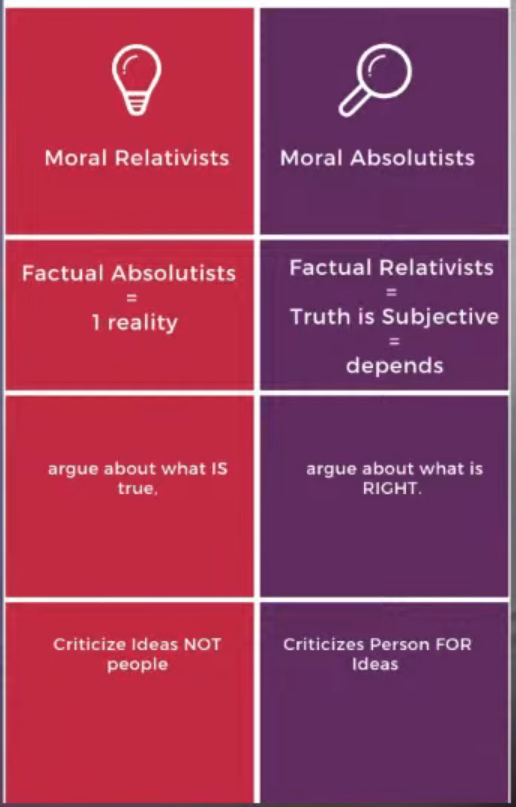 Moral Relativists
Moral Absolutists
Factual Absolutists
=
1 reality
Factual Relativists
=
Truth is Subjective
=
depends
argue about what IS
true,
argue about what is
RIGHT.
Criticize Ideas NOT
people
Criticizes Person FOR
Ideas